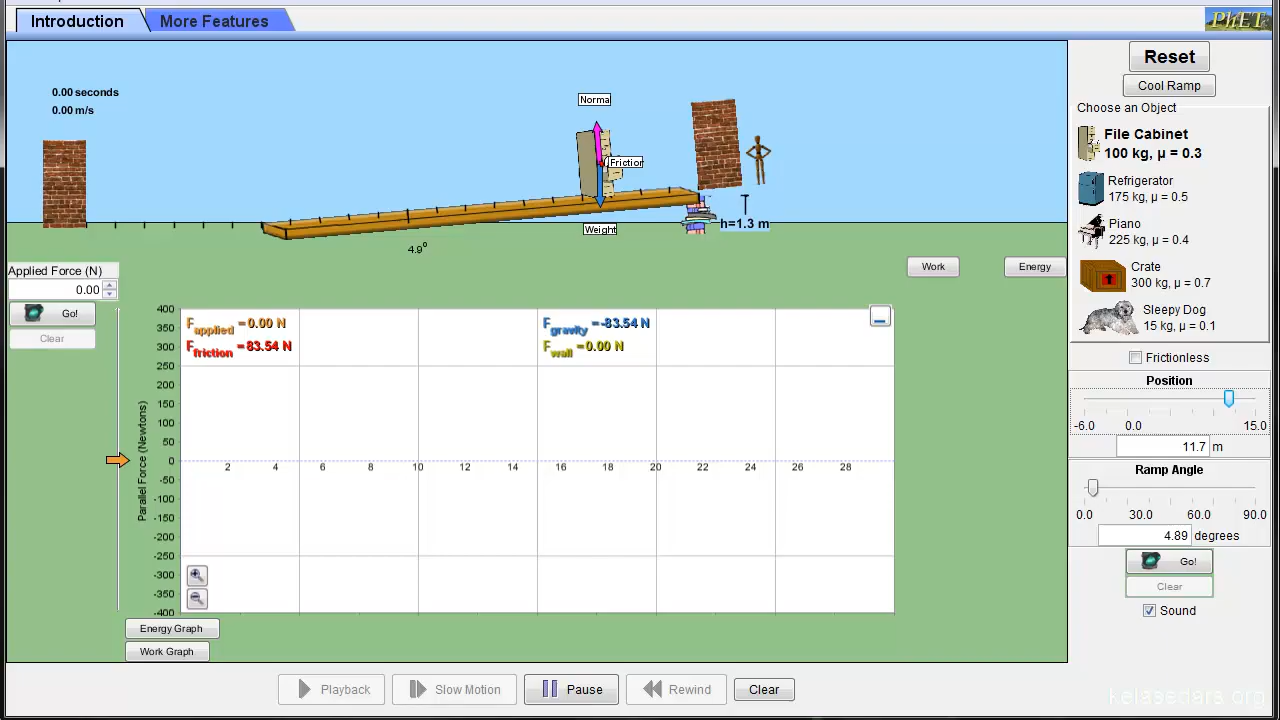 Introduction
More Features
PhET
0.00 seconds
0.00 m/s
Norma
Friction
Weight
h=1.3 m
4.9°
Reset
Cool Ramp
Choose an Object
File Cabinet
100 kg, μ = 0.3
Refrigerator
175 kg, μ = 0.5
Piano
225 kg, μ = 0.4
Crate
300 kg, μ = 0.7
Sleepy Dog
15 kg, μ = 0.1
Frictionless
Position
-6.0 0.0 15.0
11.7 m
Ramp Angle
0.0 30.0 60.0 90.0
4.89 degrees
Go!
Clear
Sound
Applied Force (N)
0.00
Go!
Clear
Work
Energy
Fapplied = 0.00 N
Ffriction = 83.54 N
Fgravity = -83.54 N
Fwall = 0.00 N
Parallel Force (Newtons)
400
350
300
250
200
150
100
50
0
-50
-100
-150
-200
-250
-300
-350
-400
2 4 6 8 10 12 14 16 18 20 22 24 26 28
Energy Graph
Work Graph
Playback
Slow Motion
Pause
Rewind
Clear
kelasedars.org